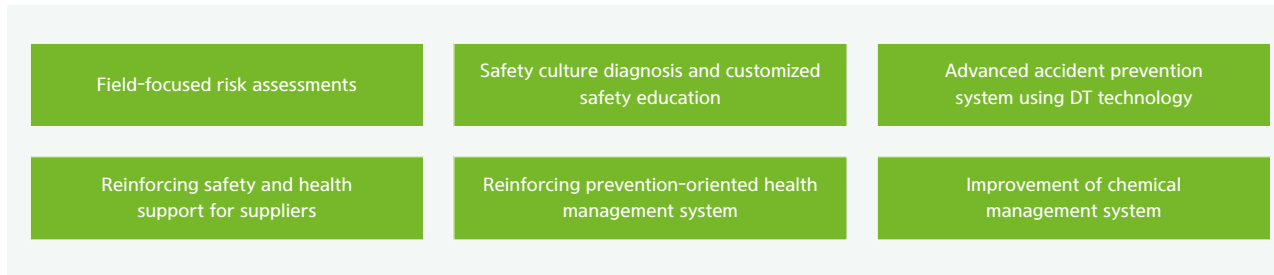 Field-focused risk assessments
Safety culture diagnosis and customized
safety education
Advanced accident prevention
system using DT technology
Reinforcing safety and health
support for suppliers
Reinforcing prevention-oriented health
management system
Improvement of chemical
management system